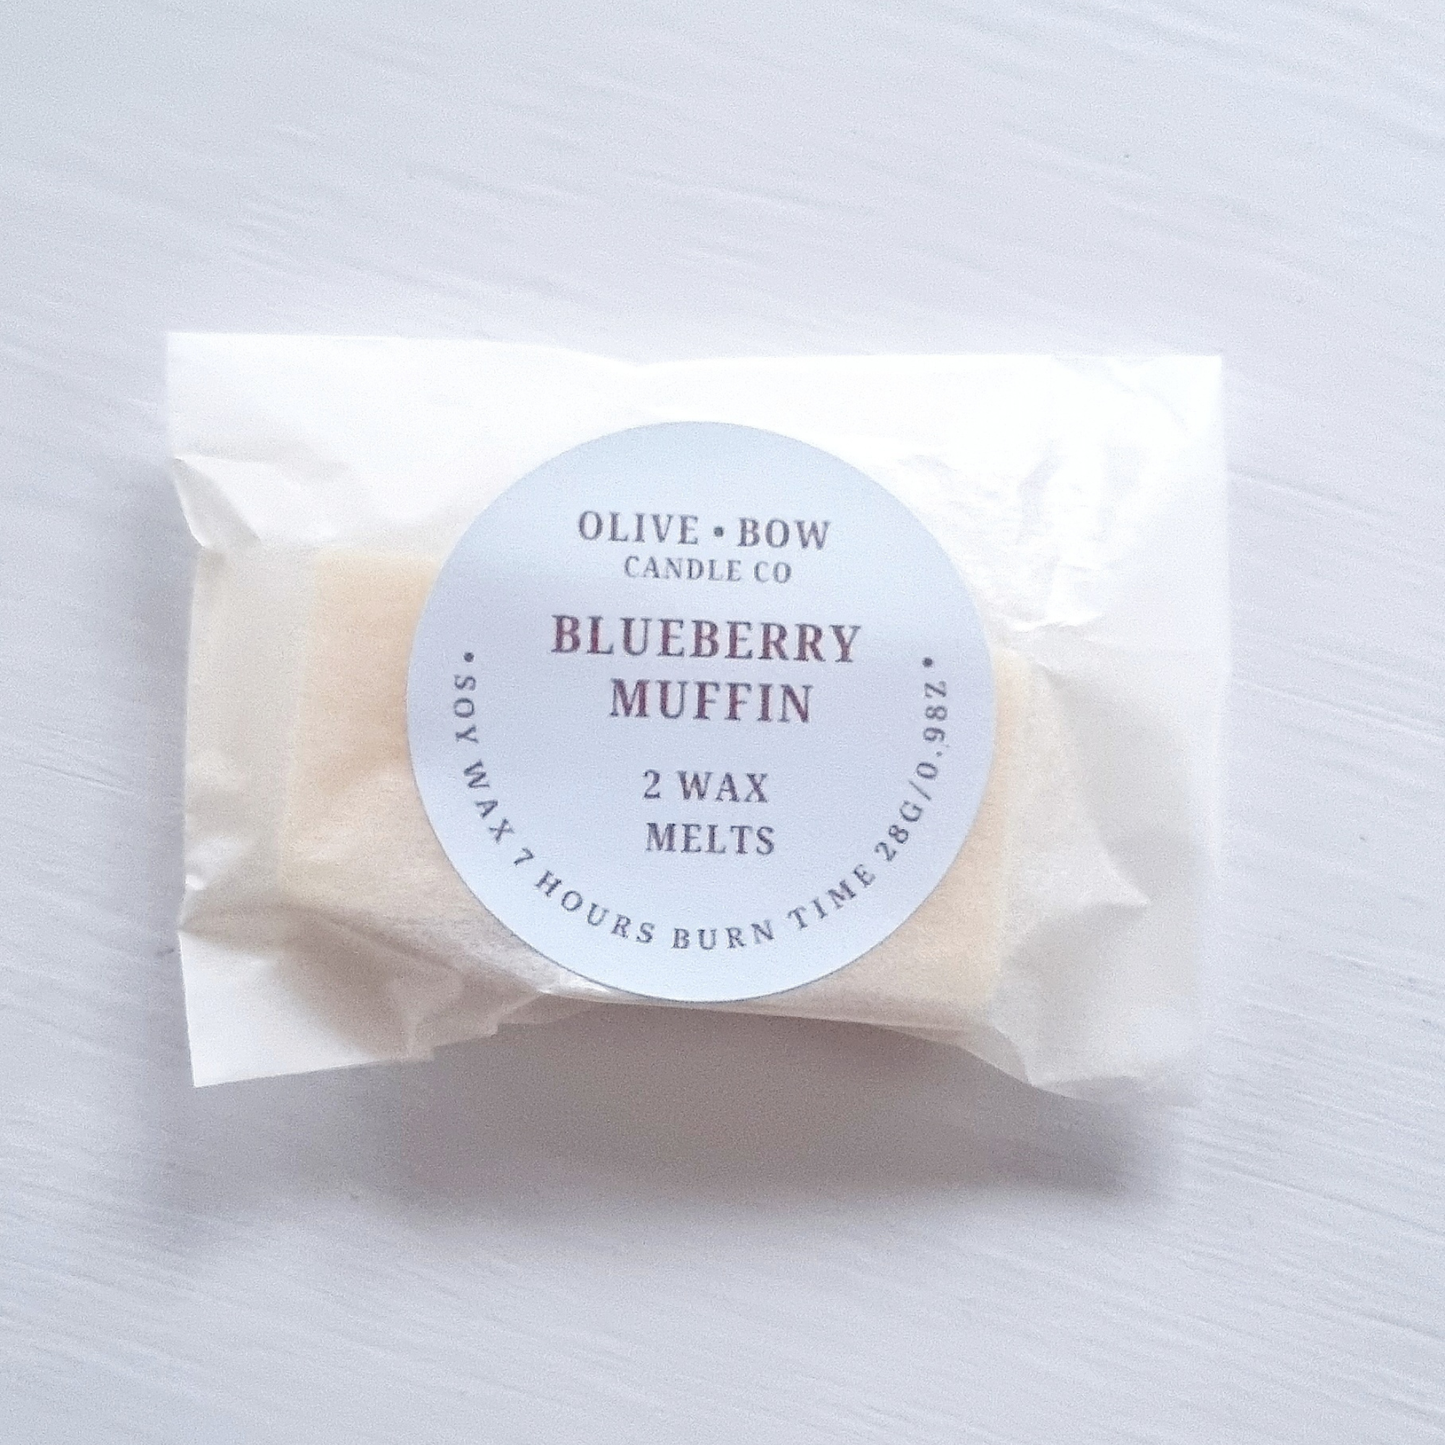 OLIVE • BOW
CANDLE CO
BLUEBERRY
MUFFIN
2 WAX
MELTS
• SOY WAX 7 HOURS BURN TIME 28G/0.98Z •